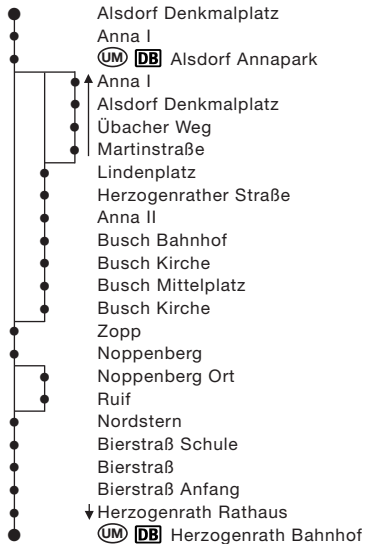 Alsdorf Denkmalplatz
Anna I
UM DB Alsdorf Annapark
Anna I
Alsdorf Denkmalplatz
Übacher Weg
Martinstraße
Lindenplatz
Herzogenrather Straße
Anna II
Busch Bahnhof
Busch Kirche
Busch Mittelplatz
Busch Kirche
Zopp
Noppenberg
Noppenberg Ort
Ruif
Nordstern
Bierstraß Schule
Bierstraß
Bierstraß Anfang
Herzogenrath Rathaus
UM DB Herzogenrath Bahnhof